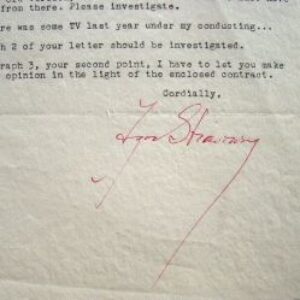 from there. Please investigate.
ere was some TV last year under my conducting...
h 2 of your letter should be investigated.
raph 3, your second point, I have to let you make
opinion in the light of the enclosed contract.
Cordially,
Igor Stravinsky